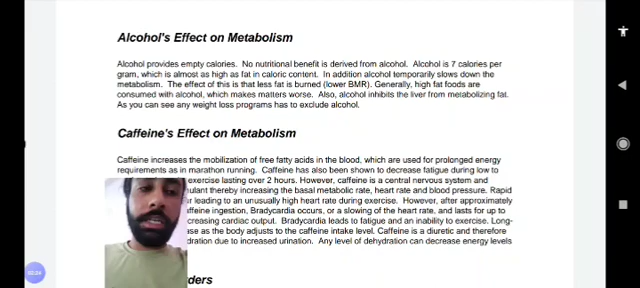 Alcohol's Effect on Metabolism
Alcohol provides empty calories. No nutritional benefit is derived from alcohol. Alcohol is 7 calories per
gram, which is almost as high as fat in caloric content. In addition alcohol temporarily slows down the
metabolism. The effect of this is that less fat is burned (lower BMR). Generally, high fat foods are
consumed with alcohol, which makes matters worse. Also, alcohol inhibits the liver from metabolizing fat.
As you can see any weight loss programs has to exclude alcohol.
Caffeine's Effect on Metabolism
Caffeine increases the mobilization of free fatty acids in the blood, which are used for prolonged energy
requirements as in marathon running. Caffeine has also been shown to decrease fatigue during low to
exercise lasting over 2 hours. However, caffeine is a central nervous system and
ulant thereby increasing the basal metabolic rate, heart rate and blood pressure. Rapid
r leading to an unusually high heart rate during exercise. However, after approximately
ffeine ingestion, Bradycardia occurs, or a slowing of the heart rate, and lasts for up to
creasing cardiac output. Bradycardia leads to fatigue and an inability to exercise. Long-
se as the body adjusts to the caffeine intake level. Caffeine is a diuretic and therefore
dration due to increased urination. Any level of dehydration can decrease energy levels
ders